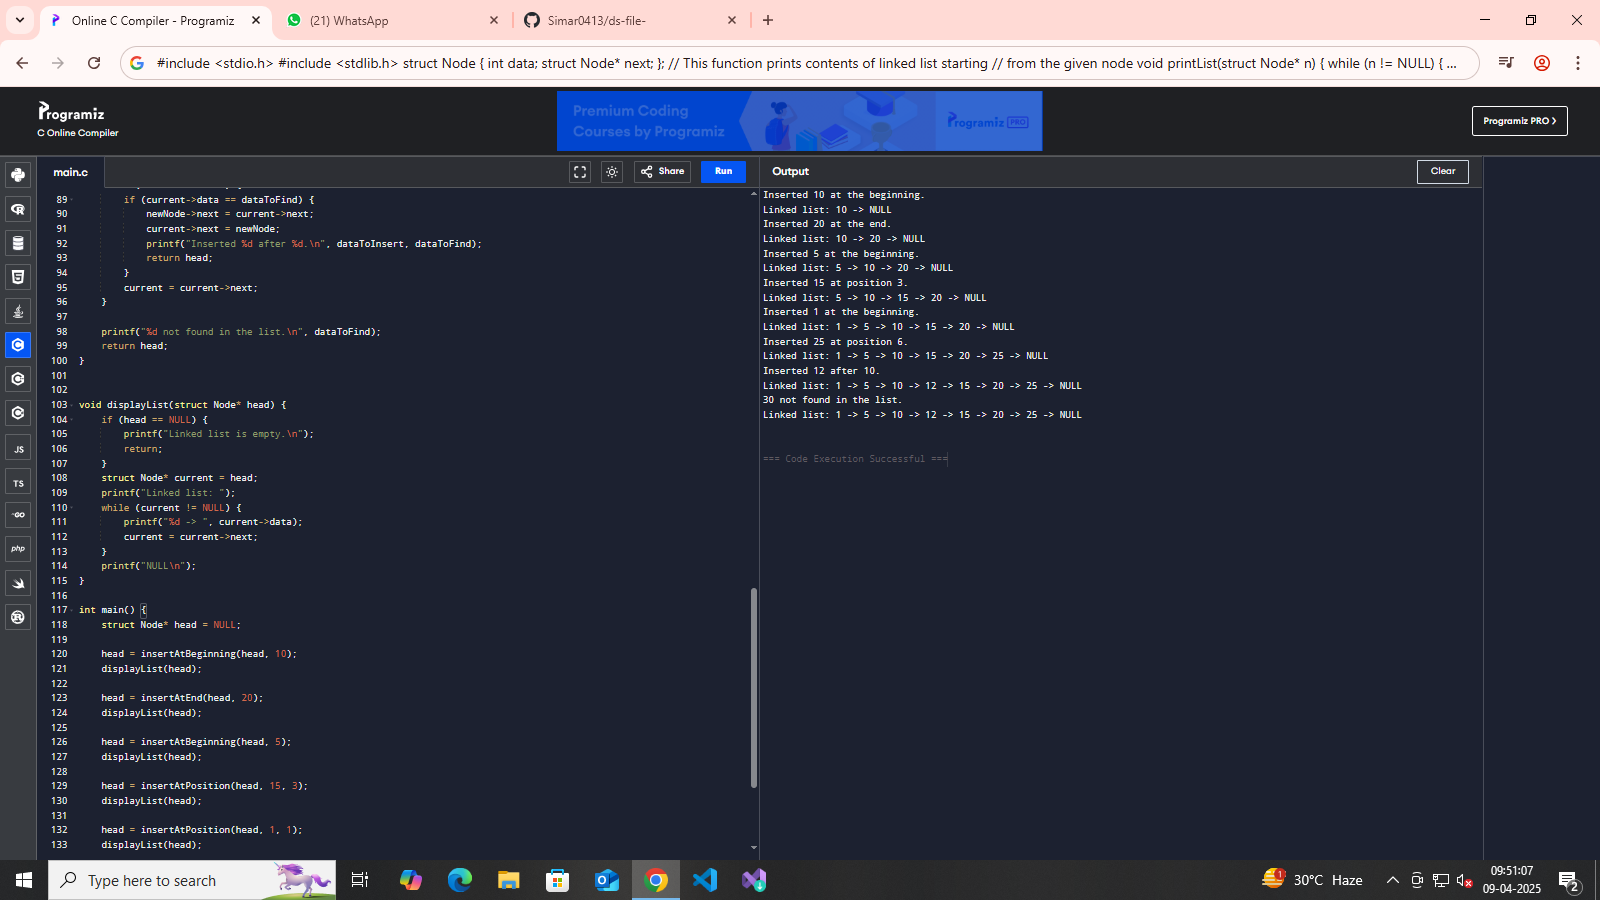 Online C Compiler - Programiz
(21) WhatsApp
Simar0413/ds-file-
#include <stdio.h> #include <stdlib.h> struct Node { int data; struct Node* next; }; // This function prints contents of linked list starting // from the given node void printList(struct Node* n) { while (n != NULL) { ...
Programiz
C Online Compiler
Premium Coding
Courses by Programiz
Programiz PRO
Programiz PRO >
main.c
Share
Run
Output
Clear
JS
TS
GO
php
89 if (current->data == dataToFind) {
90 newNode->next = current->next;
91 current->next = newNode;
92 printf("Inserted %d after %d.\n", dataToInsert, dataToFind);
93 return head;
94 }
95 current = current->next;
96 }
97
98 printf("%d not found in the list.\n", dataToFind);
99 return head;
100 }
101
102
103 void displayList(struct Node* head) {
104 if (head == NULL) {
105 printf("Linked list is empty.\n");
106 return;
107 }
108 struct Node* current = head;
109 printf("Linked list: ");
110 while (current != NULL) {
111 printf("%d -> ", current->data);
112 current = current->next;
113 }
114 printf("NULL\n");
115 }
116
117 int main() {
118 struct Node* head = NULL;
119
120 head = insertAtBeginning(head, 10);
121 displayList(head);
122
123 head = insertAtEnd(head, 20);
124 displayList(head);
125
126 head = insertAtBeginning(head, 5);
127 displayList(head);
128
129 head = insertAtPosition(head, 15, 3);
130 displayList(head);
131
132 head = insertAtPosition(head, 1, 1);
133 displayList(head);
Inserted 10 at the beginning.
Linked list: 10 -> NULL
Inserted 20 at the end.
Linked list: 10 -> 20 -> NULL
Inserted 5 at the beginning.
Linked list: 5 -> 10 -> 20 -> NULL
Inserted 15 at position 3.
Linked list: 5 -> 10 -> 15 -> 20 -> NULL
Inserted 1 at the beginning.
Linked list: 1 -> 5 -> 10 -> 15 -> 20 -> NULL
Inserted 25 at position 6.
Linked list: 1 -> 5 -> 10 -> 15 -> 20 -> 25 -> NULL
Inserted 12 after 10.
Linked list: 1 -> 5 -> 10 -> 12 -> 15 -> 20 -> 25 -> NULL
30 not found in the list.
Linked list: 1 -> 5 -> 10 -> 12 -> 15 -> 20 -> 25 -> NULL
=== Code Execution Successful ===
Type here to search
1
30°C Haze
09:51:07
09-04-2025
2